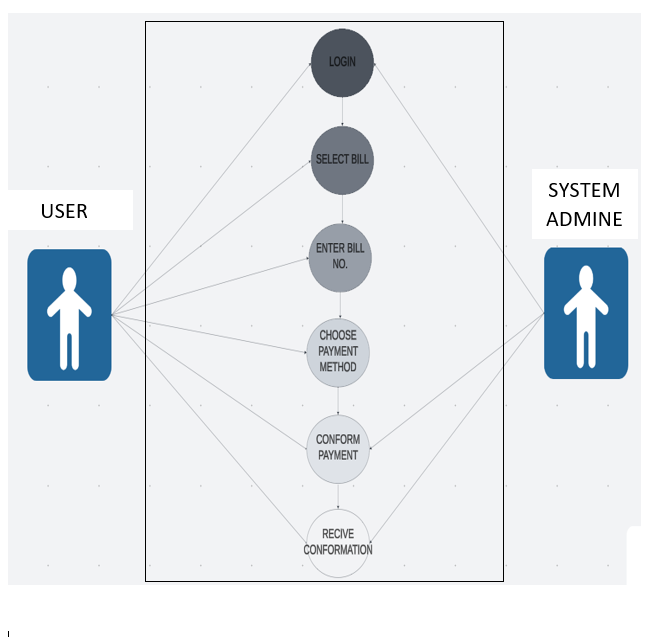 LOGIN
SELECT BILL
USER
SYSTEM
ADMINE
ENTER BILL
NO.
CHOOSE
PAYMENT
METHOD
CONFORM
PAYMENT
RECIVE
CONFORMATION